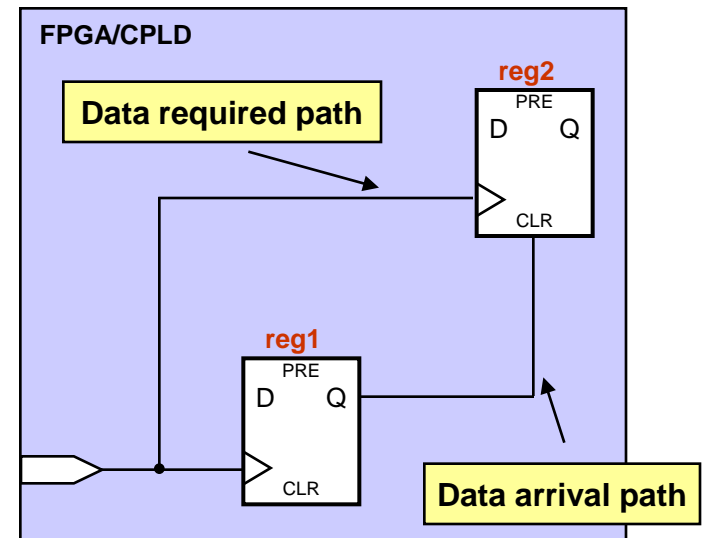 FPGA/CPLD
reg2
Data required path
PRE
D Q
CLR
reg1
PRE
D Q
CLR
Data arrival path